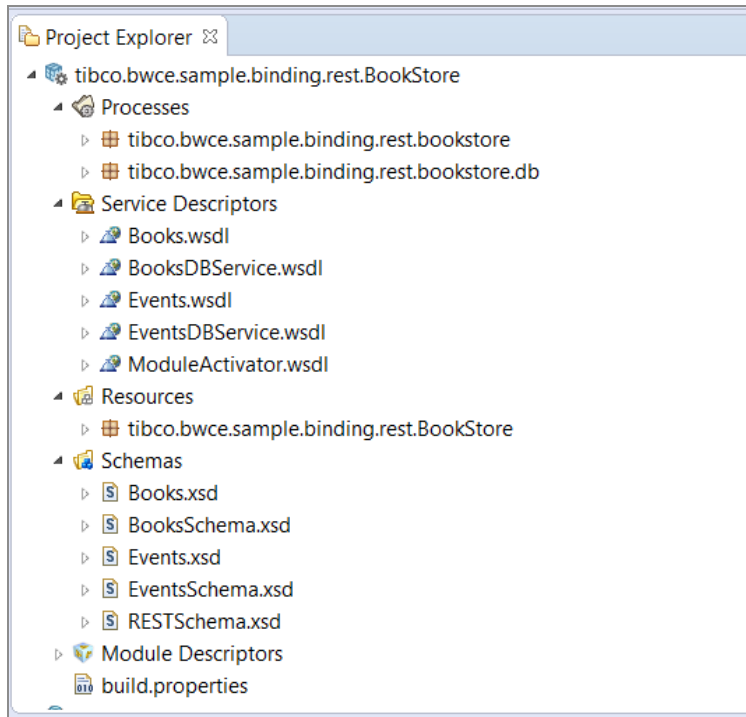 Project Explorer
tibco.bwce.sample.binding.rest.BookStore
Processes
tibco.bwce.sample.binding.rest.bookstore
tibco.bwce.sample.binding.rest.bookstore.db
Service Descriptors
Books.wsdl
BooksDBService.wsdl
Events.wsdl
EventsDBService.wsdl
ModuleActivator.wsdl
Resources
tibco.bwce.sample.binding.rest.BookStore
Schemas
Books.xsd
BooksSchema.xsd
Events.xsd
EventsSchema.xsd
RESTSchema.xsd
Module Descriptors
build.properties